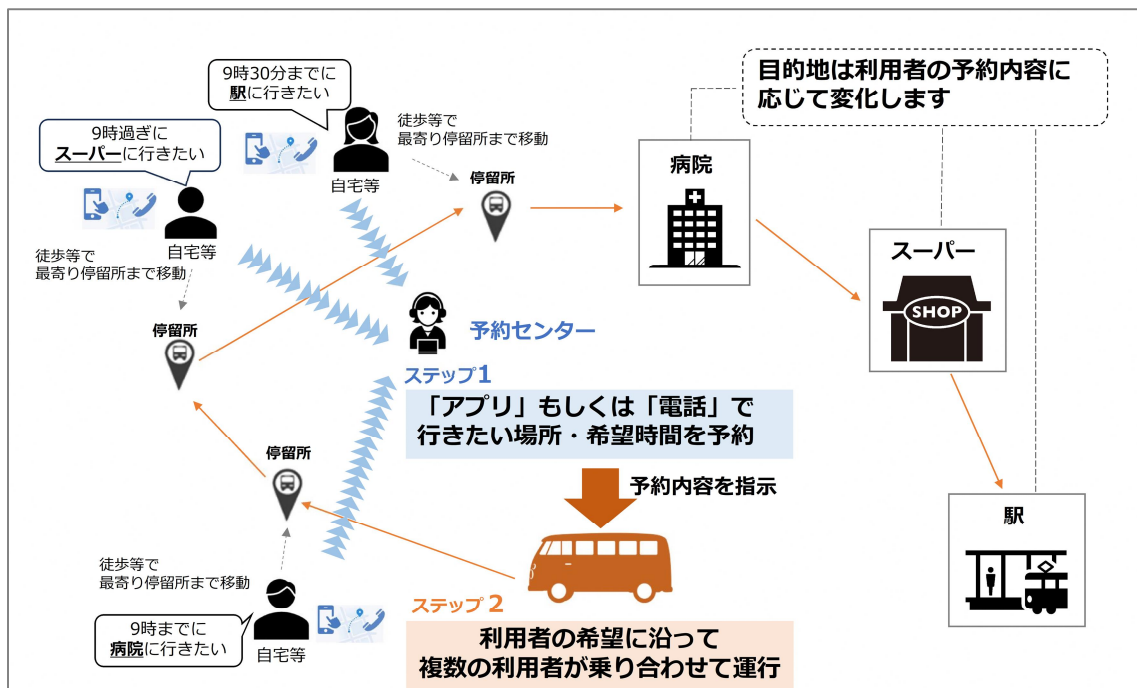 9時30分までに
駅に行きたい
徒歩等で
最寄り停留所まで移動
自宅等
9時過ぎに
スーパーに行きたい
自宅等
徒歩等で
最寄り停留所まで移動
停留所
停留所
目的地は利用者の予約内容に
応じて変化します
病院
スーパー
SHOP
駅
予約センター
ステップ1
「アプリ」もしくは「電話」で
行きたい場所・希望時間を予約
予約内容を指示
停留所
徒歩等で
最寄り停留所まで移動
9時までに
病院に行きたい
自宅等
ステップ2
利用者の希望に沿って
複数の利用者が乗り合わせて運行